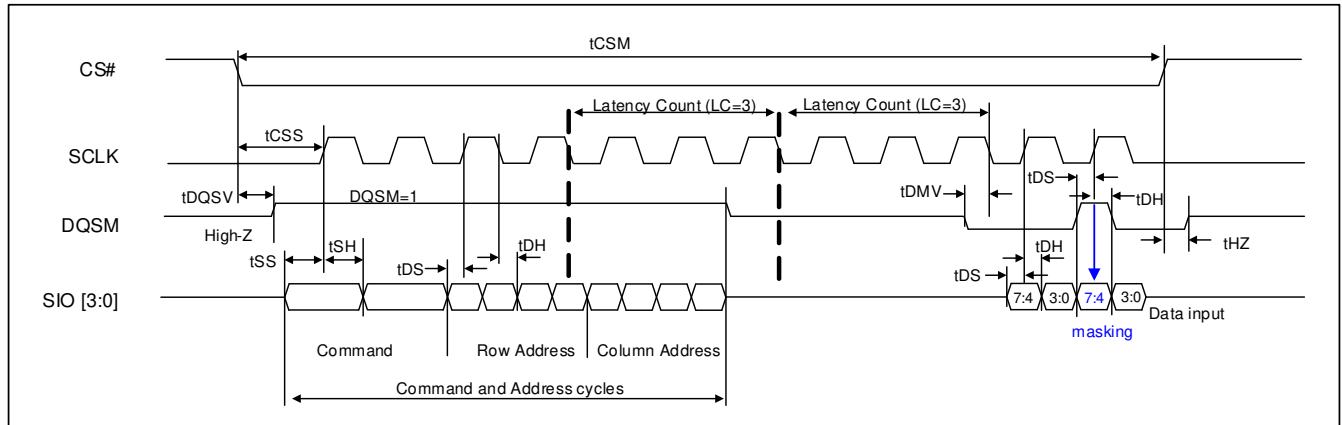 tCSM
CS#
Latency Count (LC=3)
Latency Count (LC=3)
tCSS
SCLK
tDS
tDQSV
DQSM=1
tDMV
tDH
DQSM
High-Z
tSH
tSS
tDH
tDH
tHZ
tDS
tDS
SIO [3:0]
7:4
3:0
7:4
3:0
Data input
masking
Command
Row Address
Column Address
Command and Address cycles